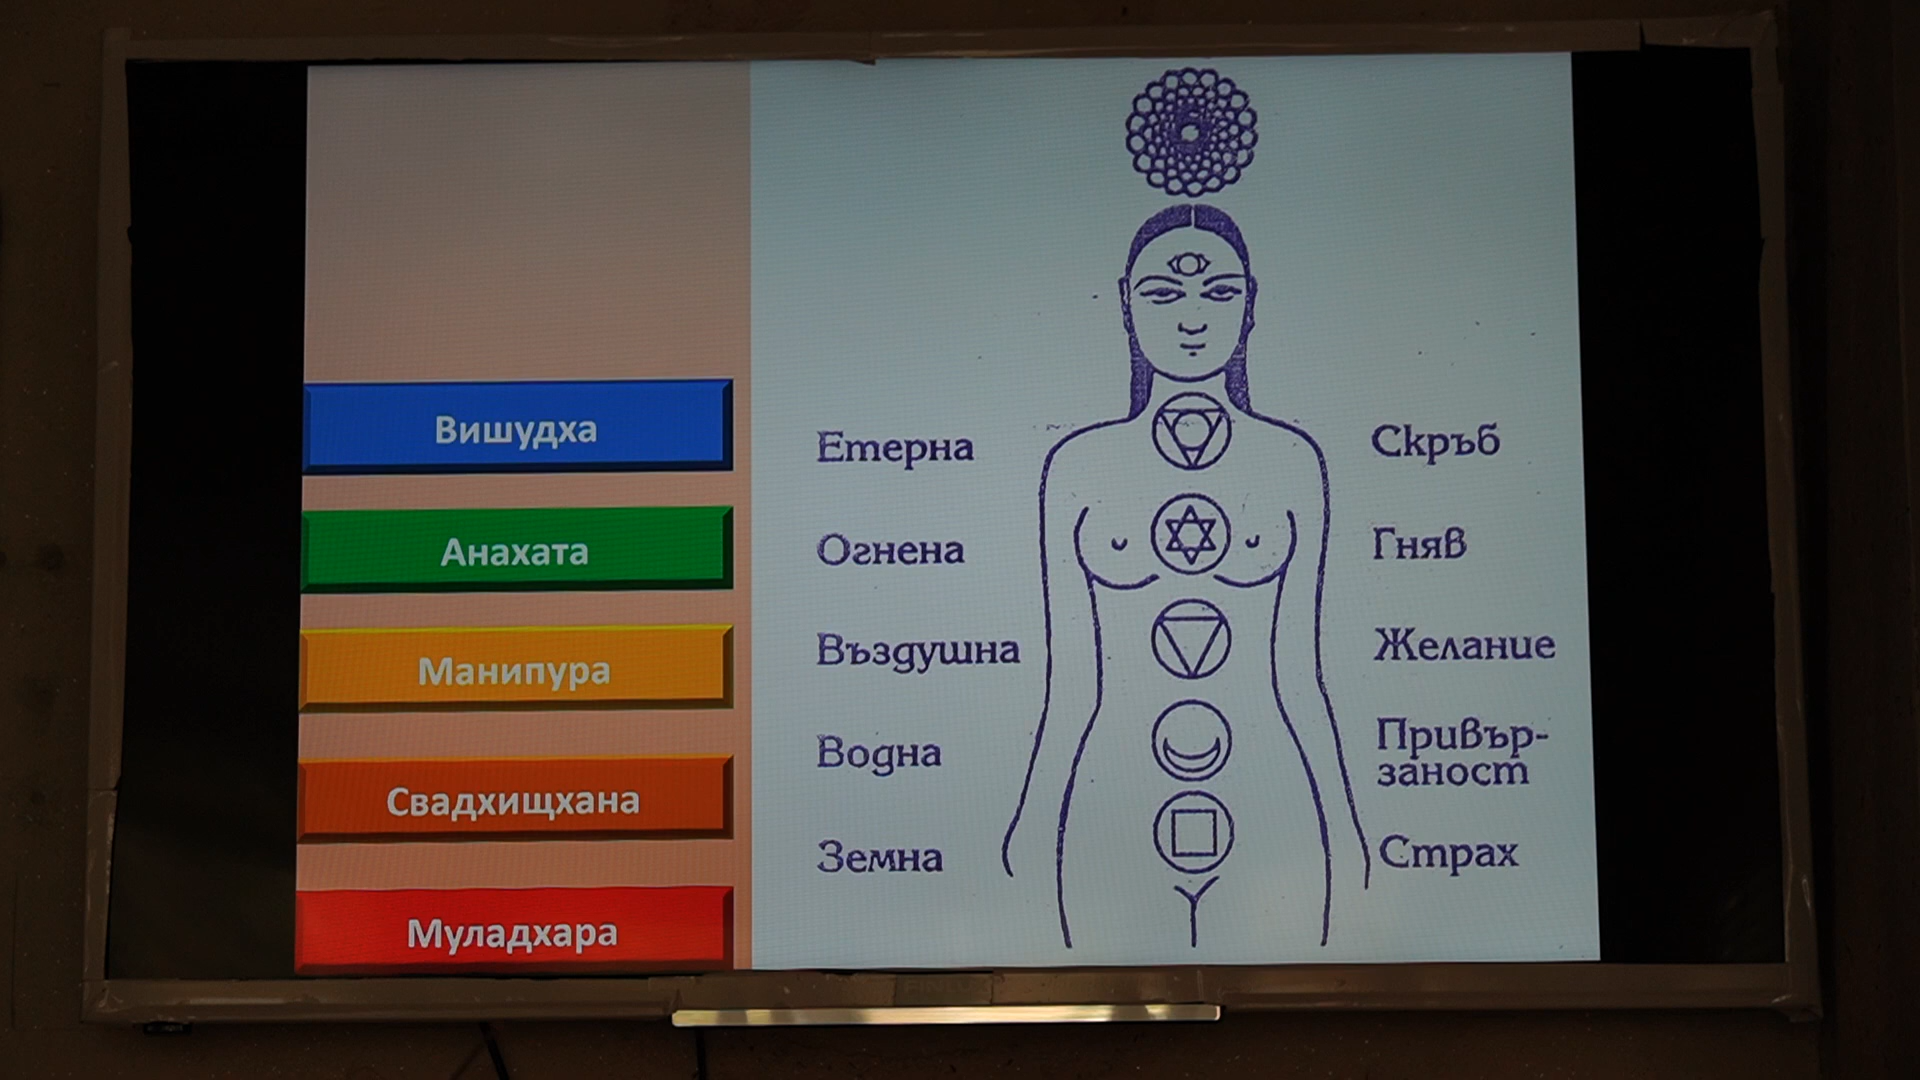 Вишудха
Анахата
Манипура
Свадхищхана
Муладхара
Етерна
Скръб
Огнена
Гняв
Въздушна
Желание
Водна
Привър-
заност
Земна
Страх